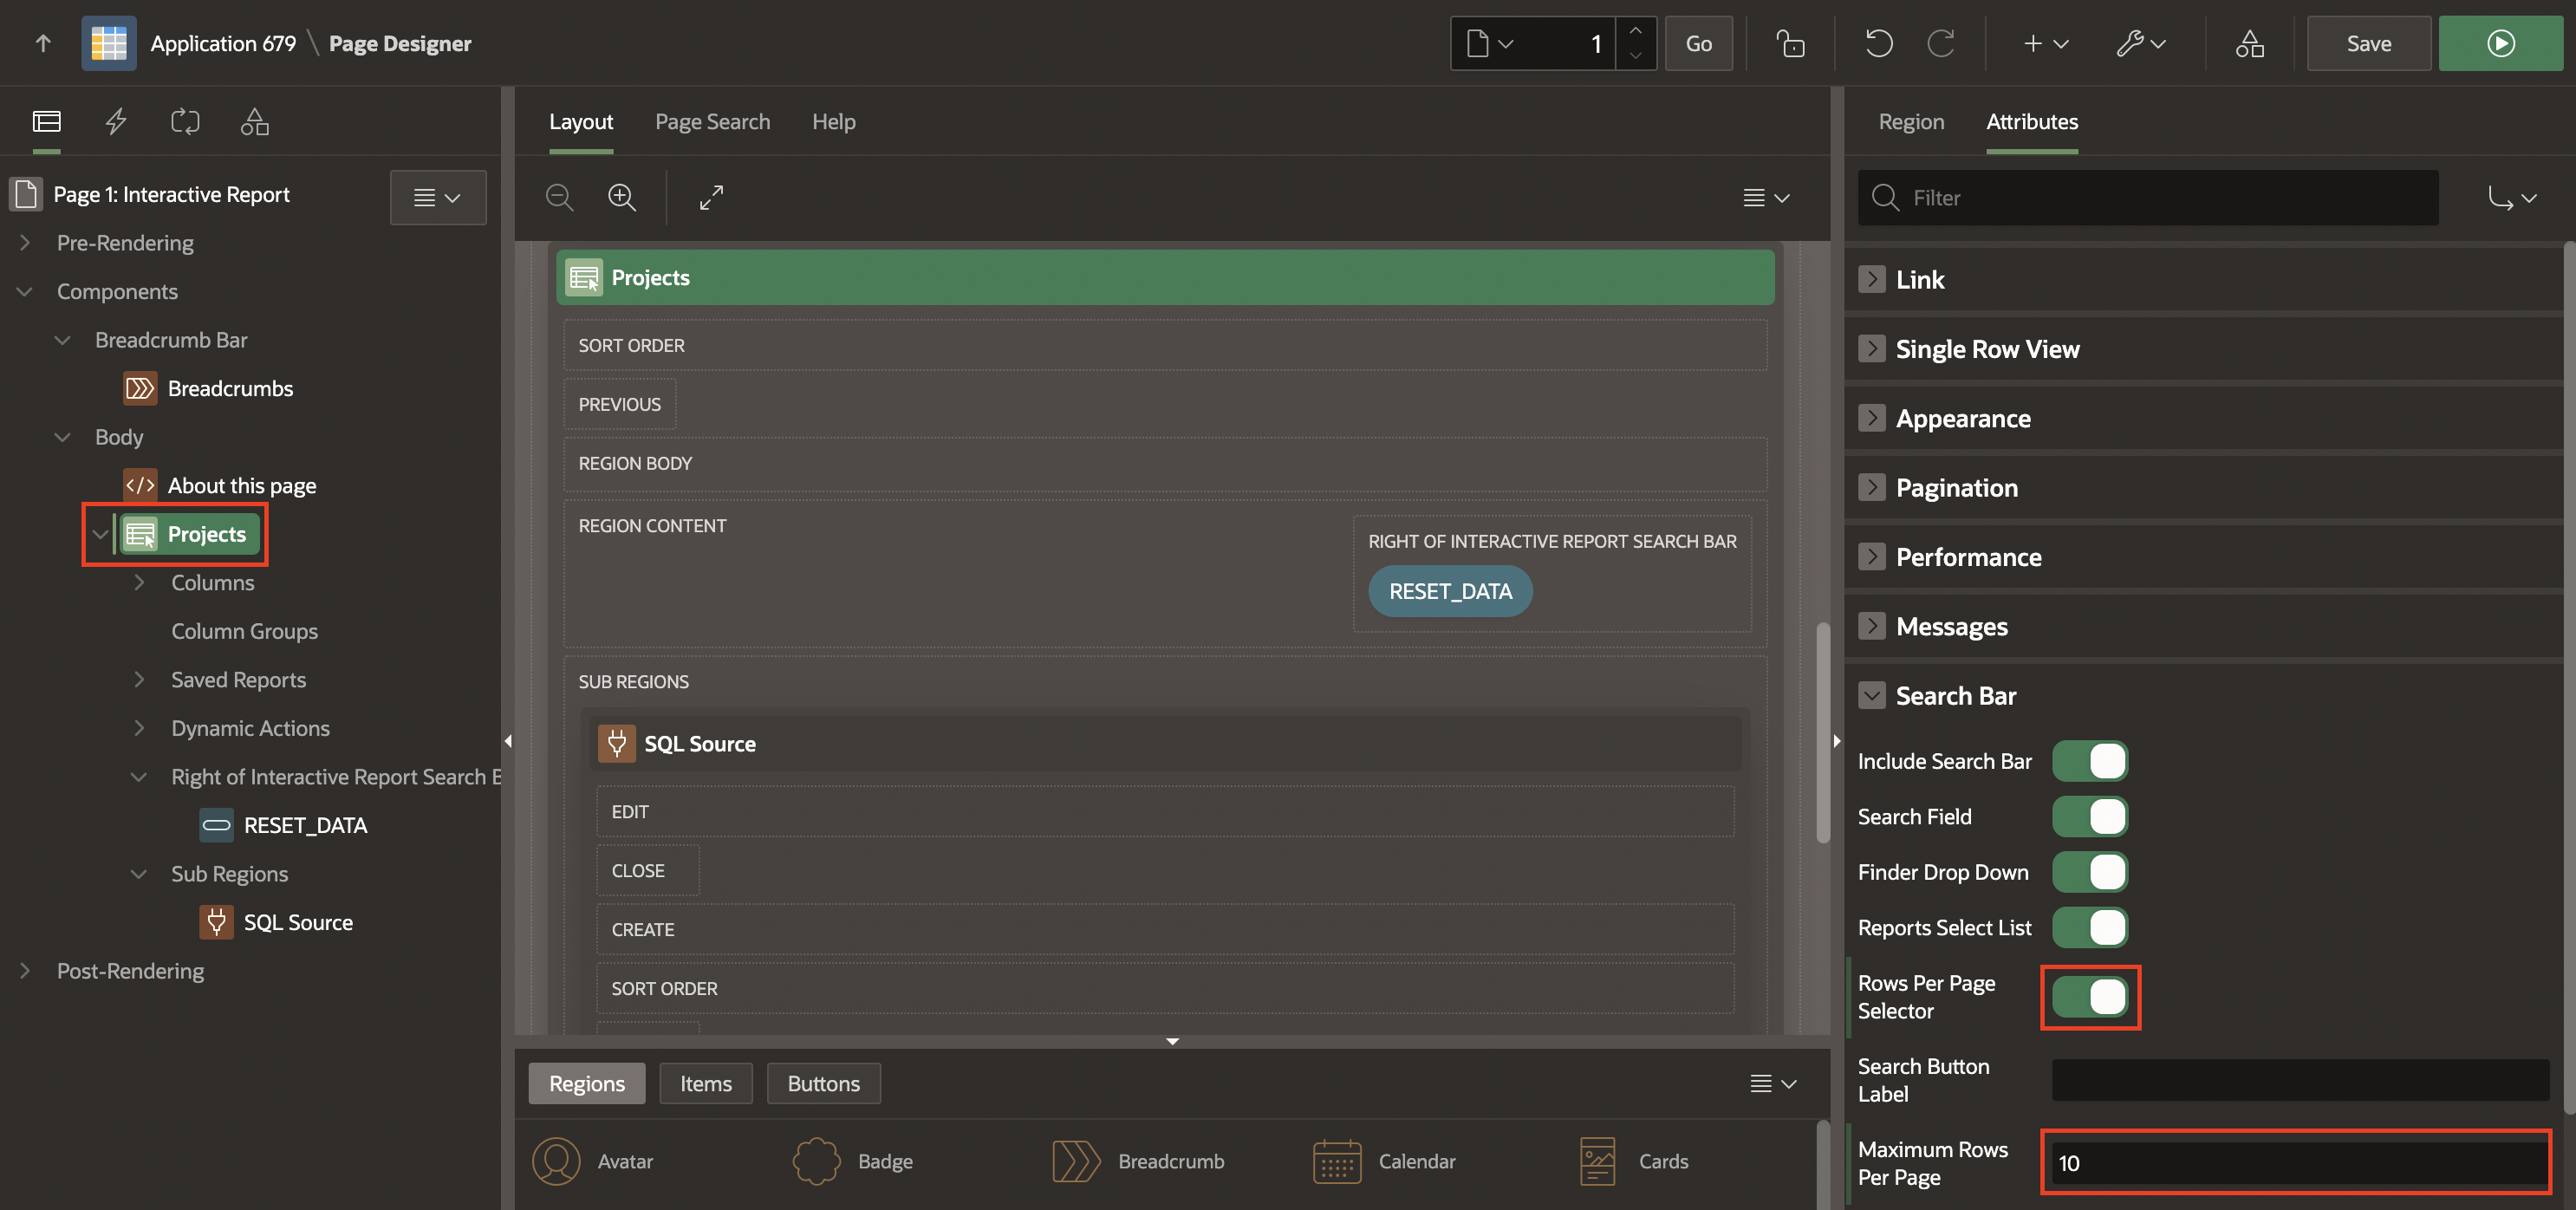 Application 679 \ Page Designer
1
Go
Save
Page 1: Interactive Report
Pre-Rendering
Components
Breadcrumb Bar
Breadcrumbs
Body
About this page
Projects
Columns
Column Groups
Saved Reports
Dynamic Actions
Right of Interactive Report Search B
RESET_DATA
Sub Regions
SQL Source
Post-Rendering
Layout
Page Search
Help
Projects
SORT ORDER
PREVIOUS
REGION BODY
REGION CONTENT
RIGHT OF INTERACTIVE REPORT SEARCH BAR
RESET_DATA
SUB REGIONS
SQL Source
EDIT
CLOSE
CREATE
SORT ORDER
Regions
Items
Buttons
Avatar
Badge
Breadcrumb
Calendar
Cards
Region
Attributes
Filter
Link
Single Row View
Appearance
Pagination
Performance
Messages
Search Bar
Include Search Bar
Search Field
Finder Drop Down
Reports Select List
Rows Per Page
Selector
Search Button
Label
Maximum Rows
Per Page
10